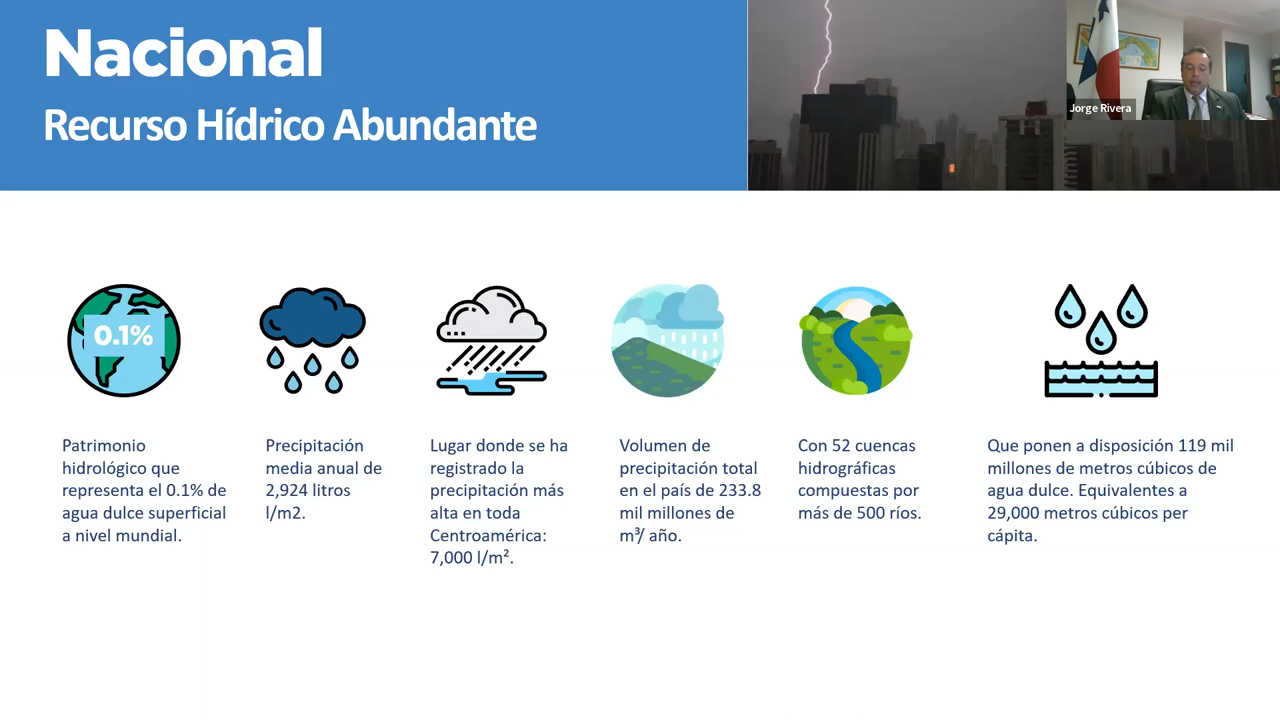 Nacional
Recurso Hídrico Abundante
Jorge Rivera
0.1%
Patrimonio
hidrológico que
representa el 0.1% de
agua dulce superficial
a nivel mundial.
Precipitación
media anual de
2,924 litros
l/m2.
Lugar donde se ha
registrado la
precipitación más
alta en toda
Centroamérica:
7,000 l/m².
Volumen de
precipitación total
en el país de 233.8
mil millones de
m³/ año.
Con 52 cuencas
hidrográficas
compuestas por
más de 500 ríos.
Que ponen a disposición 119 mil
millones de metros cúbicos de
agua dulce. Equivalentes a
29,000 metros cúbicos per
cápita.